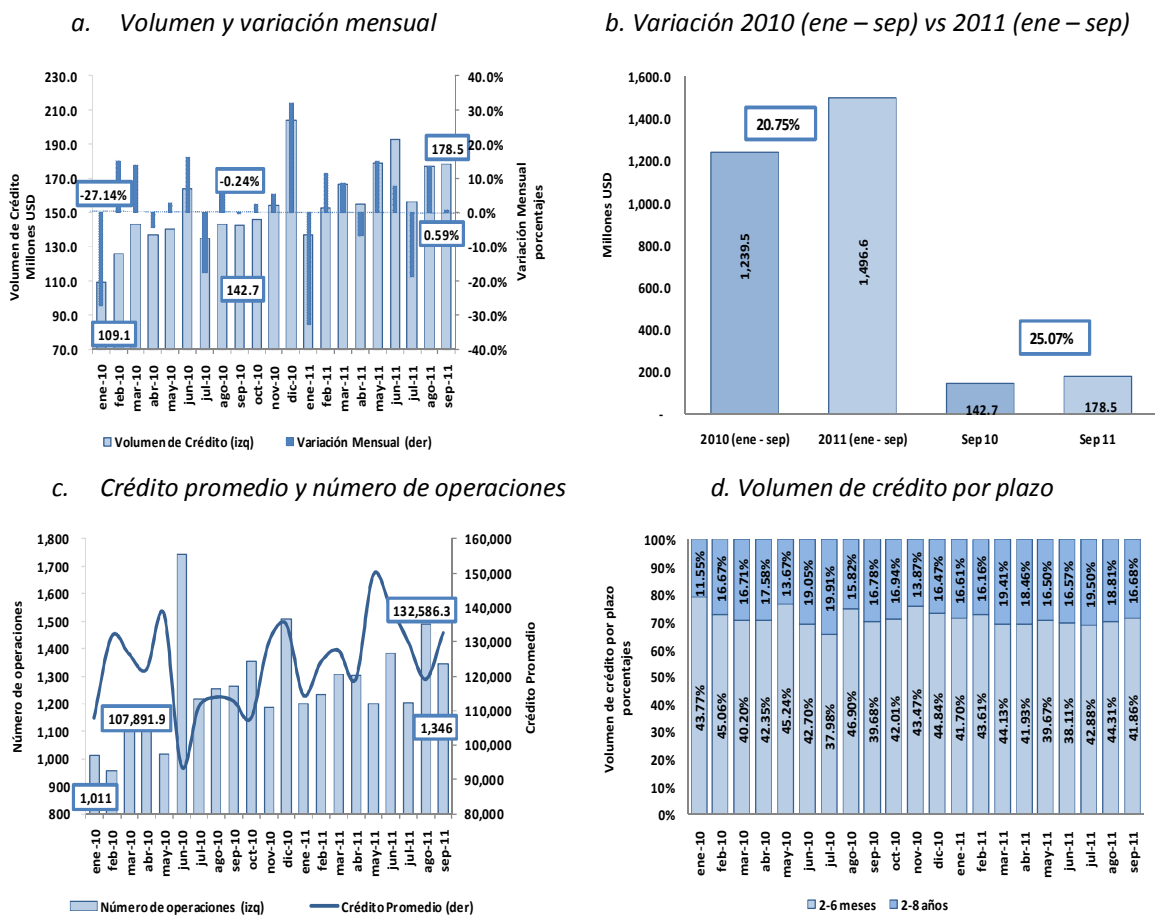 a. Volumen y variación mensual
230.0
210.0
190.0
170.0
150.0
130.0
110.0
90.0
70.0
Volumen de Crédito
Millones USD
40.0%
30.0%
20.0%
10.0%
0.0%
-10.0%
-20.0%
-30.0%
-40.0%
Variación Mensual
porcentajes
-27.14%
109.1
-0.24%
142.7
178.5
0.59%
ene-10
feb-10
mar-10
abr-10
may-10
jun-10
jul-10
ago-10
sep-10
oct-10
nov-10
dic-10
ene-11
feb-11
mar-11
abr-11
may-11
jun-11
jul-11
ago-11
sep-11
Volumen de Crédito (izq)
Variación Mensual (der)
b. Variación 2010 (ene – sep) vs 2011 (ene – sep)
1,600.0
1,400.0
1,200.0
1,000.0
800.0
600.0
400.0
200.0
-
Millones USD
20.75%
25.07%
1,239.5
1,496.6
142.7
178.5
2010 (ene - sep)
2011 (ene - sep)
Sep 10
Sep 11
c. Crédito promedio y número de operaciones
1,800
1,700
1,600
1,500
1,400
1,300
1,200
1,100
1,000
900
800
Número de operaciones
160,000
150,000
140,000
130,000
120,000
110,000
100,000
90,000
80,000
Crédito Promedio
107,891.9
1,011
132,586.3
1,346
ene-10
feb-10
mar-10
abr-10
may-10
jun-10
jul-10
ago-10
sep-10
oct-10
nov-10
dic-10
ene-11
feb-11
mar-11
abr-11
may-11
jun-11
jul-11
ago-11
sep-11
Número de operaciones (izq)
Crédito Promedio (der)
d. Volumen de crédito por plazo
100%
90%
80%
70%
60%
50%
40%
30%
20%
10%
0%
Volumen de crédito por plazo
porcentajes
11.55%
16.67%
16.71%
17.58%
13.67%
19.05%
19.91%
15.82%
16.78%
16.94%
13.87%
16.47%
16.61%
16.16%
19.41%
18.46%
16.50%
16.57%
19.50%
18.81%
16.68%
43.77%
45.06%
40.20%
42.35%
45.24%
42.70%
37.98%
46.90%
39.68%
42.01%
43.47%
44.84%
41.70%
43.61%
44.13%
41.93%
39.67%
38.11%
42.88%
44.31%
41.86%
ene-10
feb-10
mar-10
abr-10
may-10
jun-10
jul-10
ago-10
sep-10
oct-10
nov-10
dic-10
ene-11
feb-11
mar-11
abr-11
may-11
jun-11
jul-11
ago-11
sep-11
2-6 meses
2-8 años